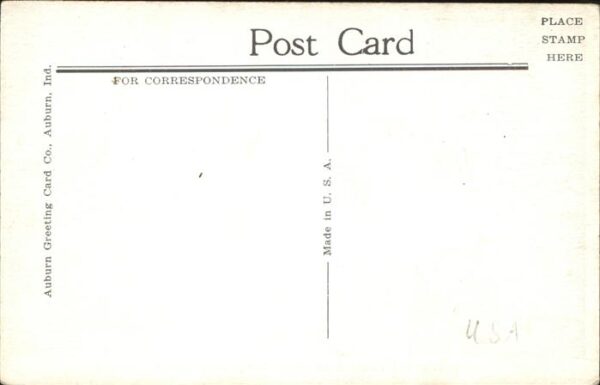 Post Card
PLACE
STAMP
HERE
FOR CORRESPONDENCE
Auburn Greeting Card Co., Auburn, Ind.
Made in U. S. A.
USA